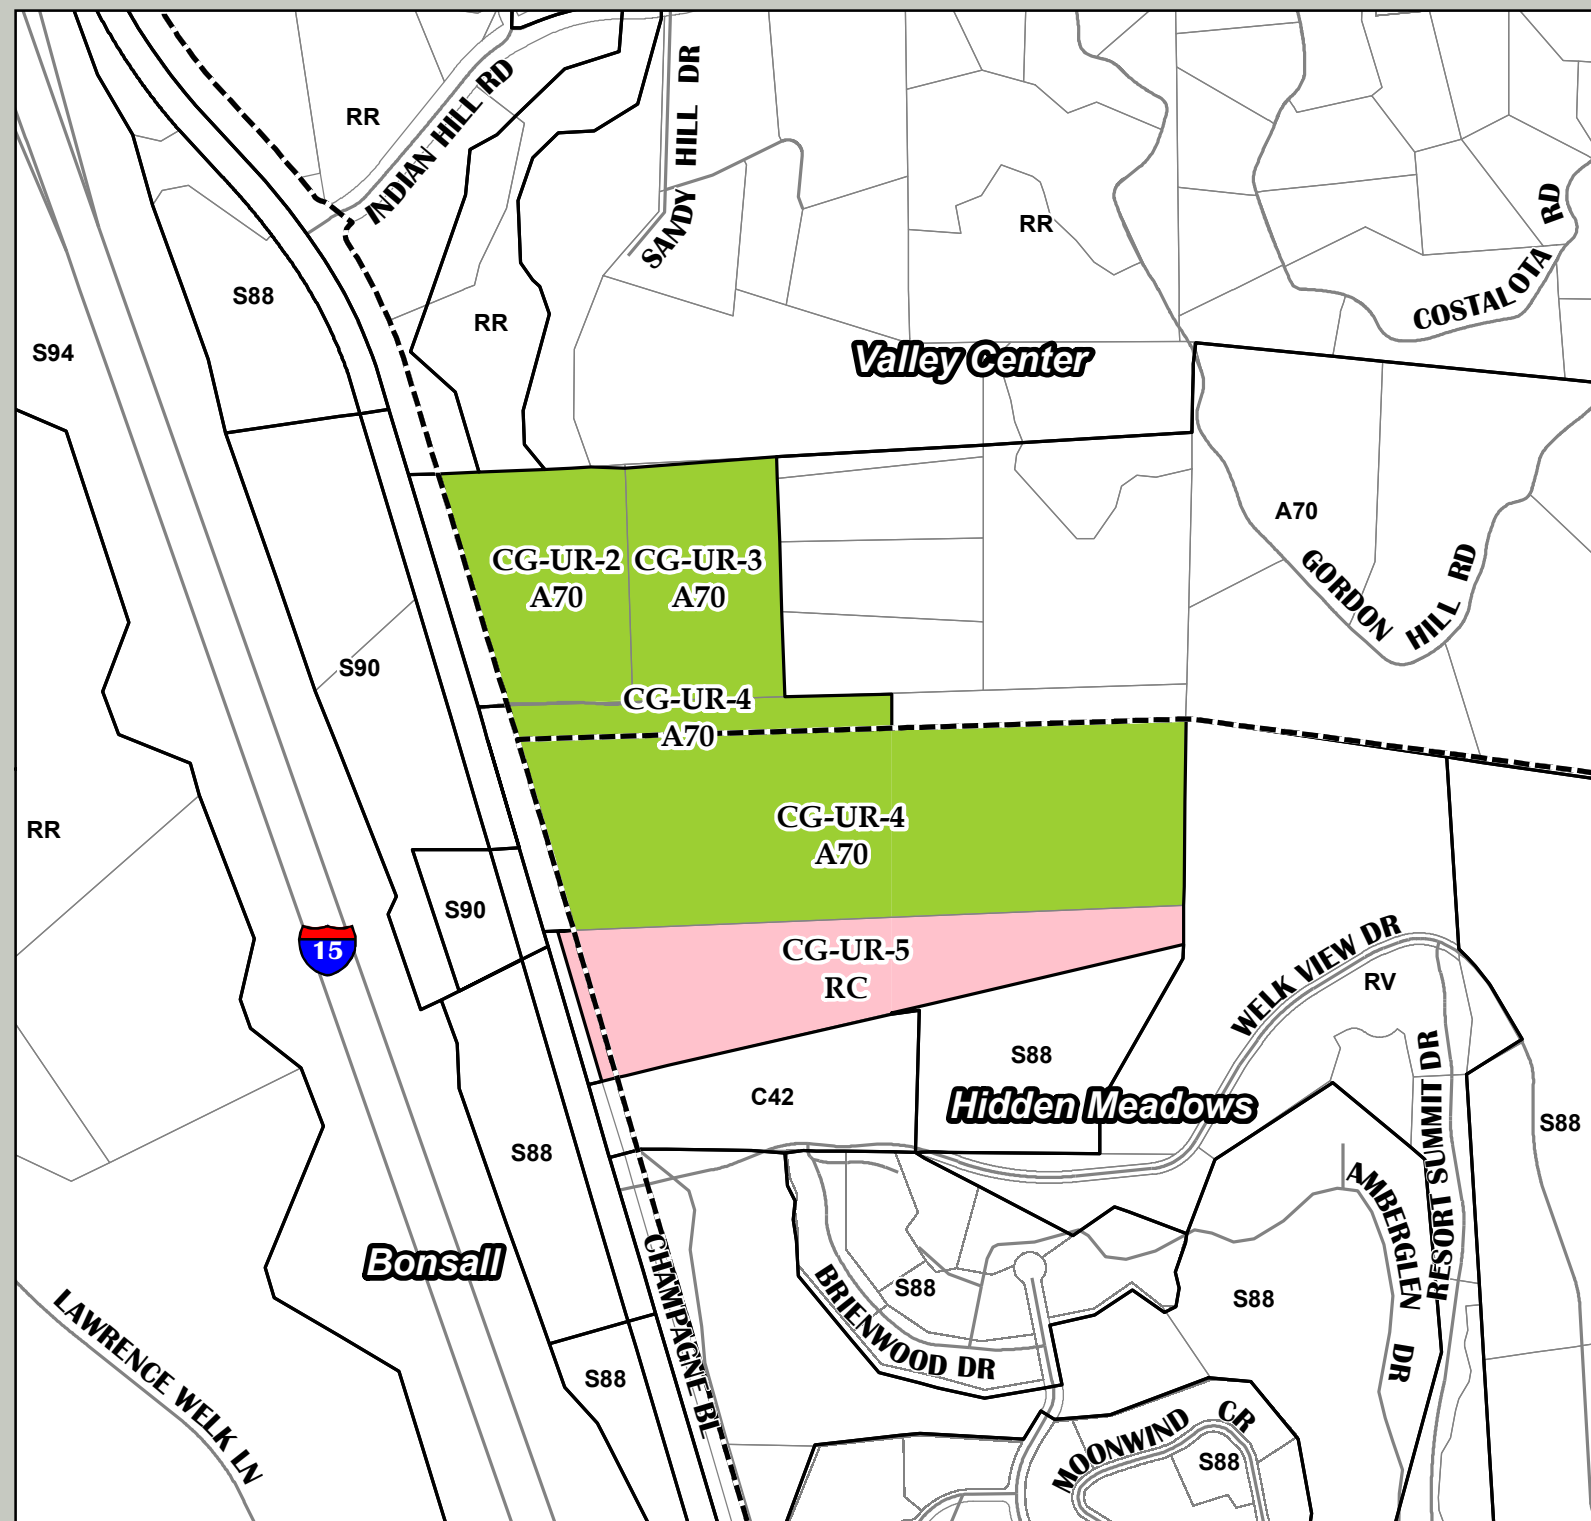 INDIAN HILL RD
SANDY HILL DR
RR
RR
COSTALOTA RD
S88
RR
S94
Valley Center
A70
CG-UR-2
A70
CG-UR-3
A70
GORDON HILL RD
S90
CG-UR-4
A70
RR
CG-UR-4
A70
S90
15
CG-UR-5
RC
WELK VIEW DR
RV
S88
C42
Hidden Meadows
RESORT SUMMIT DR
S88
S88
AMBERGLEN DR
Bonsall
CHAMPAGNE BL
BRIENWOOD DR
S88
S88
LAWRENCE WELK LN
S88
MOONWIND CR
S88